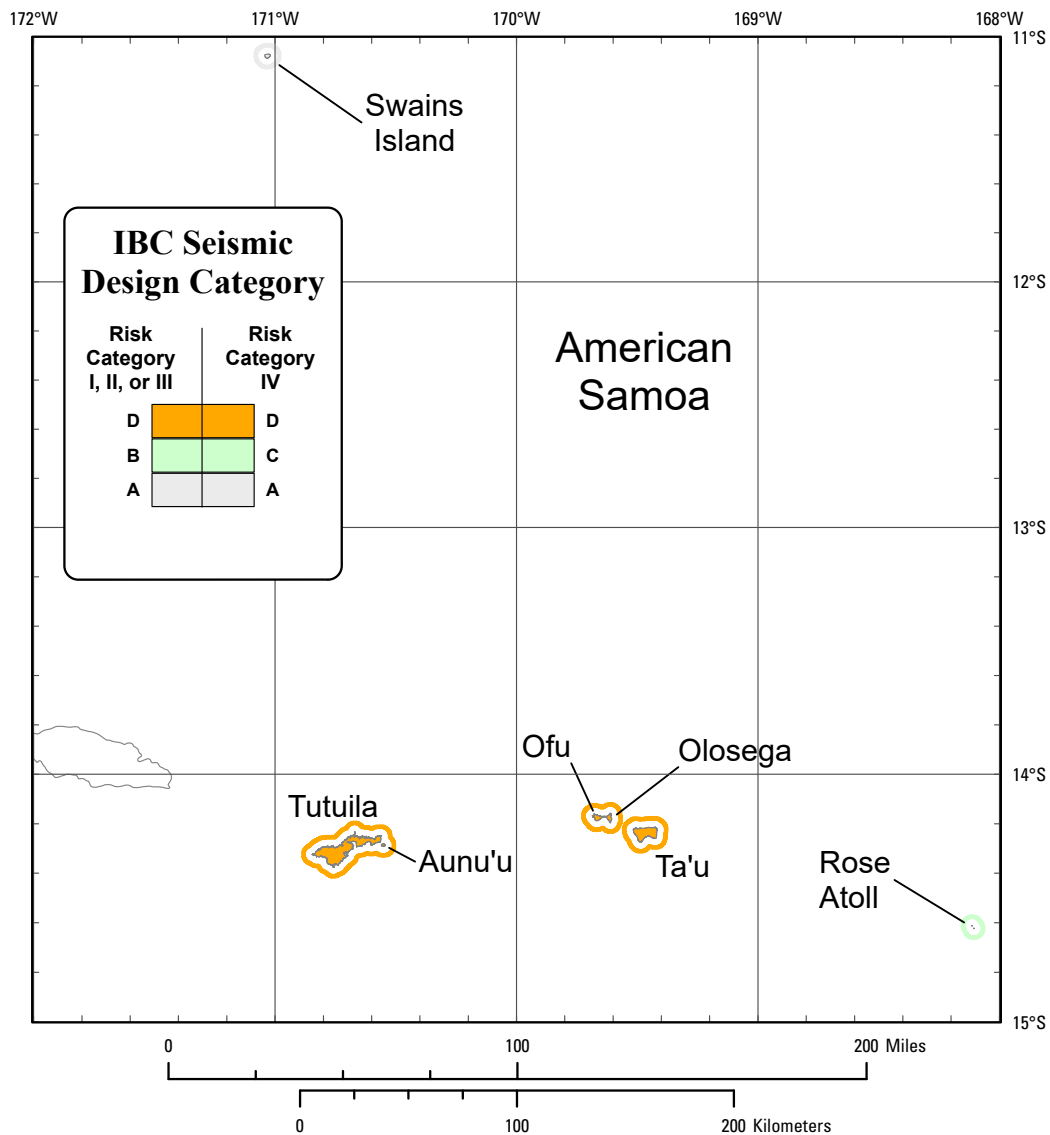 172°W 171°W 170°W 169°W 168°W
11°S
Swains
Island
IBC Seismic
Design Category
Risk
Category
I, II, or III
Risk
Category
IV
D D
B C
A A
12°S
American
Samoa
13°S
14°S
Ofu
Olosega
Tutuila
Aunu'u
Ta'u
Rose
Atoll
15°S
0 100 200 Miles
0 100 200 Kilometers